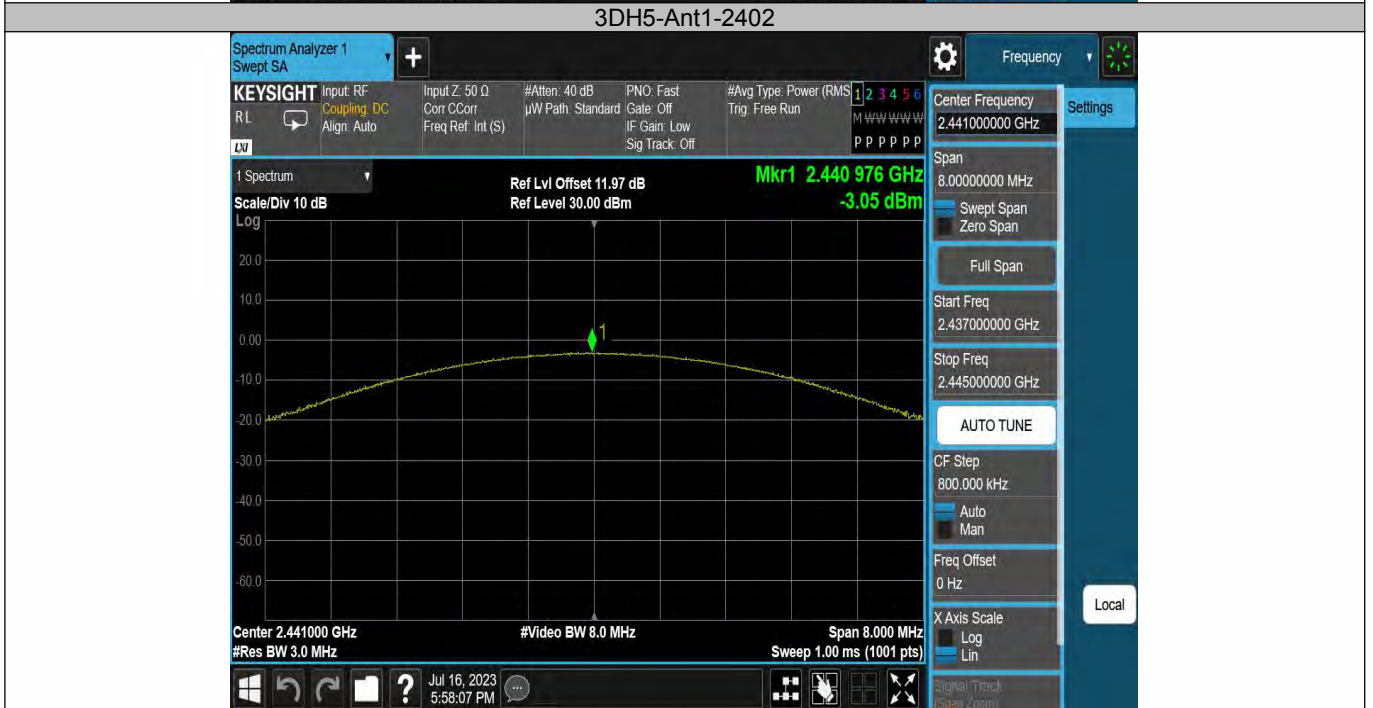 3DH5-Ant1-2402
Spectrum Analyzer 1
Swept SA
Frequency
KEYSIGHT
RL
LXI
Input: RF
Coupling: DC
Align: Auto
Input Z: 50 Ω
Corr CCorr
Freq Ref: Int (S)
#Atten: 40 dB
µW Path: Standard
PNO: Fast
Gate: Off
IF Gain: Low
Sig Track: Off
#Avg Type: Power (RMS
Trig: Free Run
1 2 3 4 5 6
M W W W W W
P P P P P P
Center Frequency
2.441000000 GHz
Settings
Span
8.00000000 MHz
Swept Span
Zero Span
Full Span
Start Freq
2.437000000 GHz
Stop Freq
2.445000000 GHz
AUTO TUNE
CF Step
800.000 kHz
Auto
Man
Freq Offset
0 Hz
X Axis Scale
Log
Lin
Signal Track
(Span Zoom)
Local
1 Spectrum
Scale/Div 10 dB
Ref Lvl Offset 11.97 dB
Ref Level 30.00 dBm
Mkr1 2.440 976 GHz
-3.05 dBm
Log
20.0
10.0
0.00
-10.0
-20.0
-30.0
-40.0
-50.0
-60.0
1
Center 2.441000 GHz
#Video BW 8.0 MHz
Span 8.000 MHz
#Res BW 3.0 MHz
Sweep 1.00 ms (1001 pts)
Jul 16, 2023
5:58:07 PM